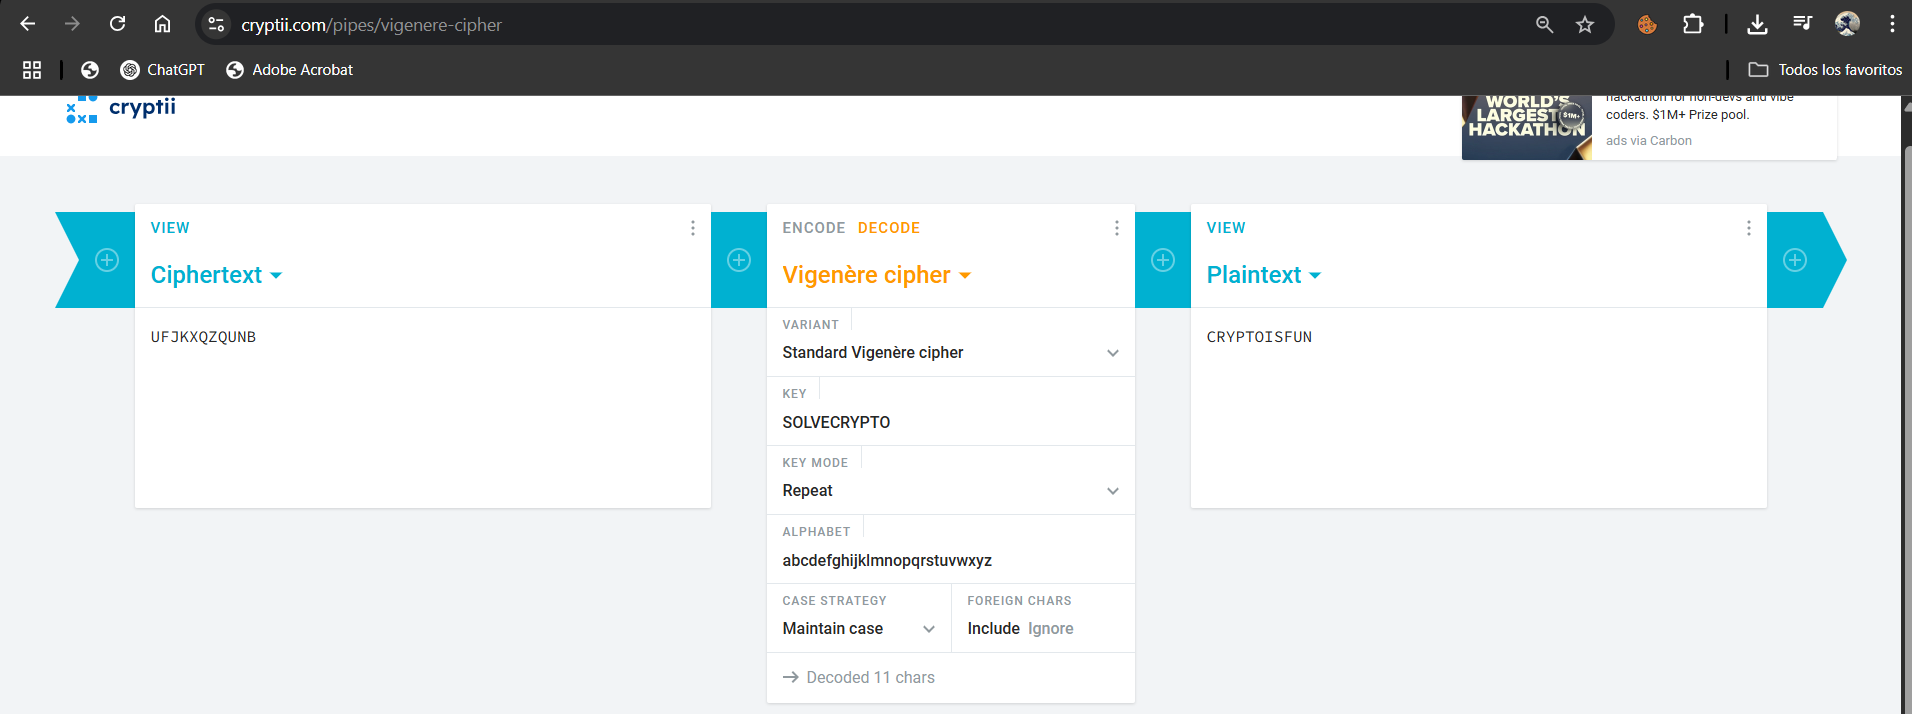 cryptii.com/pipes/vigenere-cipher
ChatGPT
Adobe Acrobat
Todos los favoritos
cryptii
WORLD'S
LARGEST
HACKATHON
$1M+
hackathon for non-devs and vibe
coders. $1M+ Prize pool.
ads via Carbon
VIEW
Ciphertext
UFJKXQZQUNB
ENCODE DECODE
Vigenère cipher
VARIANT
Standard Vigenère cipher
KEY
SOLVECRYPTO
KEY MODE
Repeat
ALPHABET
abcdefghijklmnopqrstuvwxyz
CASE STRATEGY
Maintain case
FOREIGN CHARS
Include Ignore
→ Decoded 11 chars
VIEW
Plaintext
CRYPTOISFUN